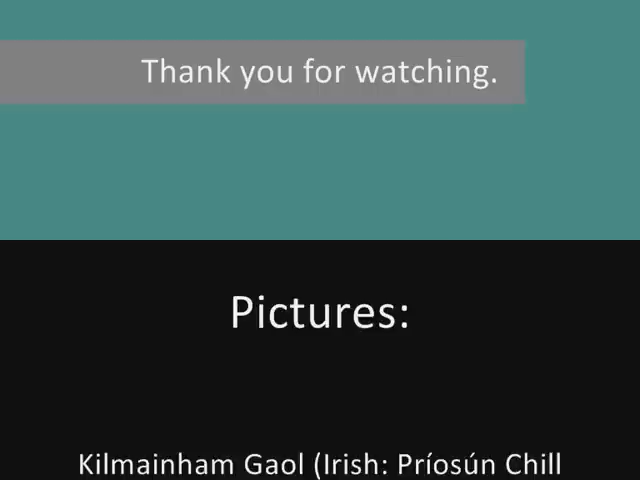 Thank you for watching.
Pictures:
Kilmainham Gaol (Irish: Príosún Chill